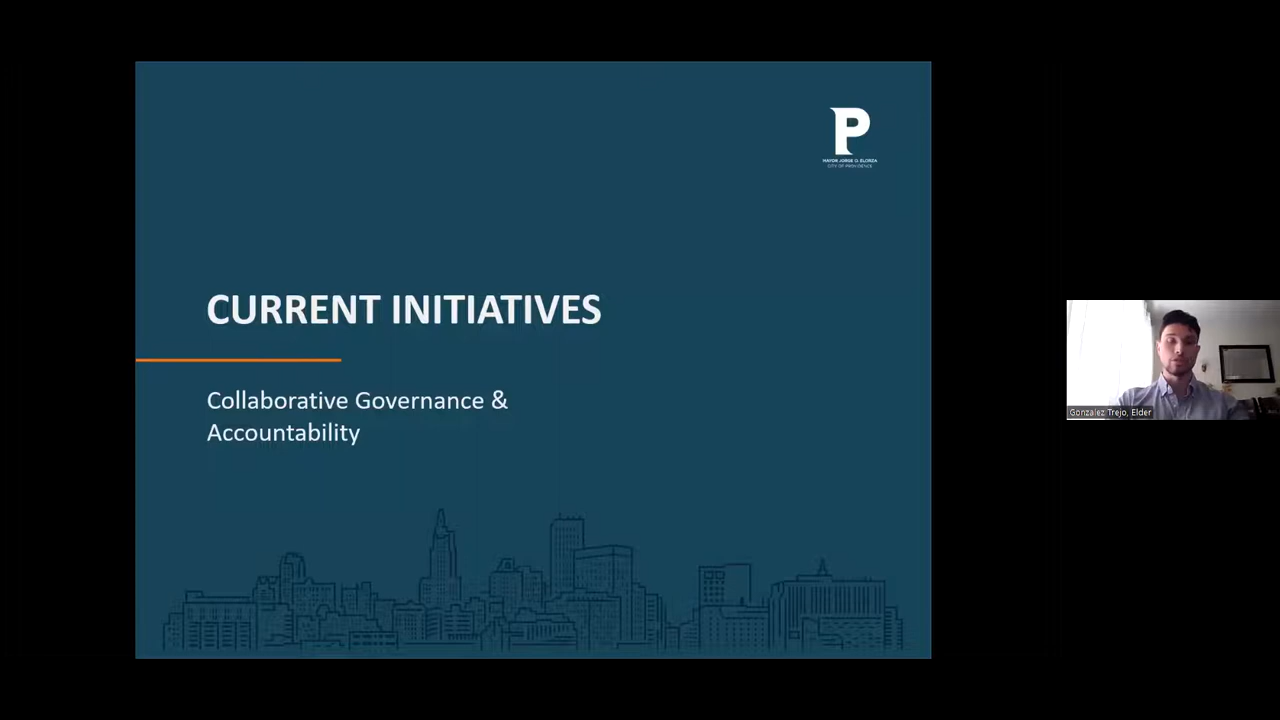 P
MAYOR JORGE O. ELORZA
CITY OF PROVIDENCE
CURRENT INITIATIVES
Collaborative Governance &
Accountability
Gonzalez Trejo, Elder